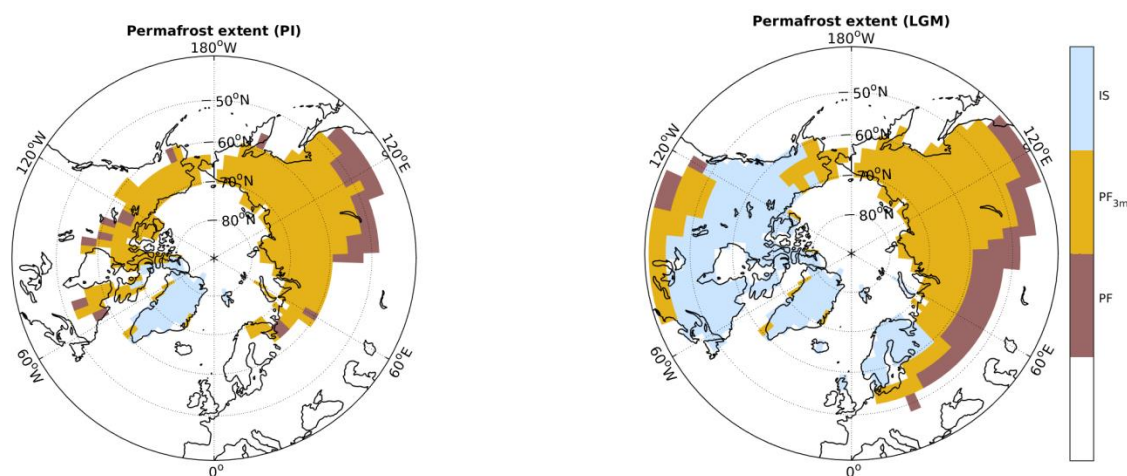 Permafrost extent (PI)
180°W
50°N
60°N
70°N
80°N
120°W
120°E
60°W
60°E
0°
Permafrost extent (LGM)
180°W
50°N
60°N
70°N
80°N
120°W
120°E
60°W
60°E
0°
IS
PF3m
PF